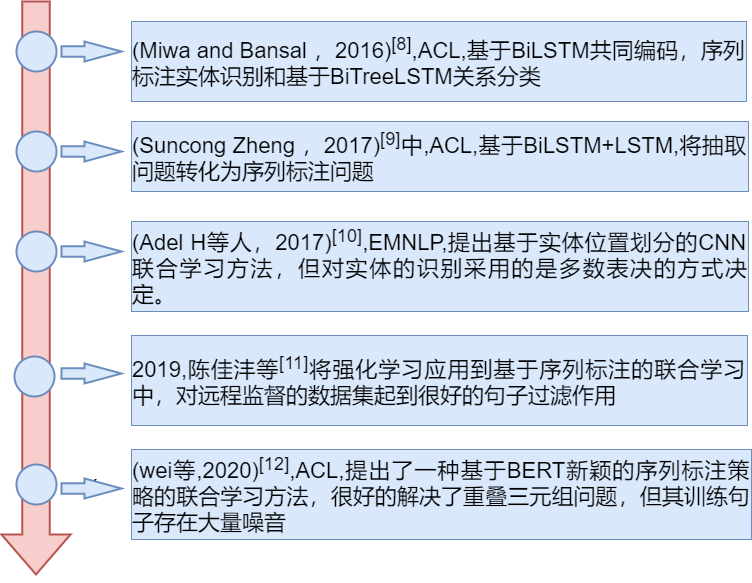 (Miwa and Bansal ，2016)[8],ACL,基于BiLSTM共同编码，序列
标注实体识别和基于BiTreeLSTM关系分类
(Suncong Zheng ，2017)[9]中,ACL,基于BiLSTM+LSTM,将抽取
问题转化为序列标注问题
(Adel H等人，2017)[10],EMNLP,提出基于实体位置划分的CNN
联合学习方法，但对实体的识别采用的是多数表决的方式决
定。
2019,陈佳沣等[11]将强化学习应用到基于序列标注的联合学习
中，对远程监督的数据集起到很好的句子过滤作用
(wei等,2020)[12],ACL,提出了一种基于BERT新颖的序列标注策
略的联合学习方法，很好的解决了重叠三元组问题，但其训练句
子存在大量噪音